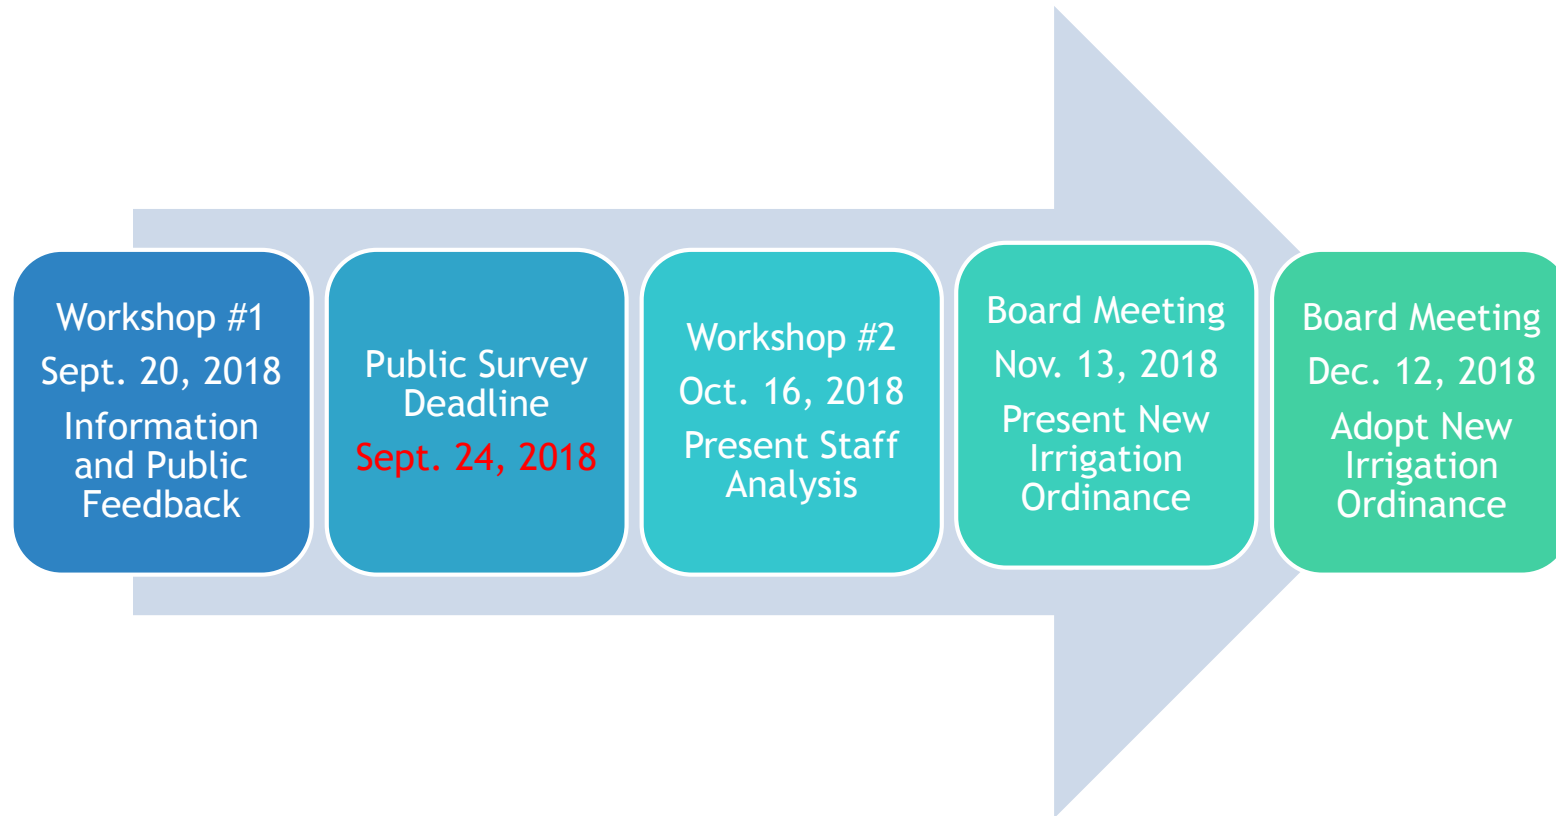 Workshop #1
Sept. 20, 2018
Information
and Public
Feedback
Public Survey
Deadline
Sept. 24, 2018
Workshop #2
Oct. 16, 2018
Present Staff
Analysis
Board Meeting
Nov. 13, 2018
Present New
Irrigation
Ordinance
Board Meeting
Dec. 12, 2018
Adopt New
Irrigation
Ordinance